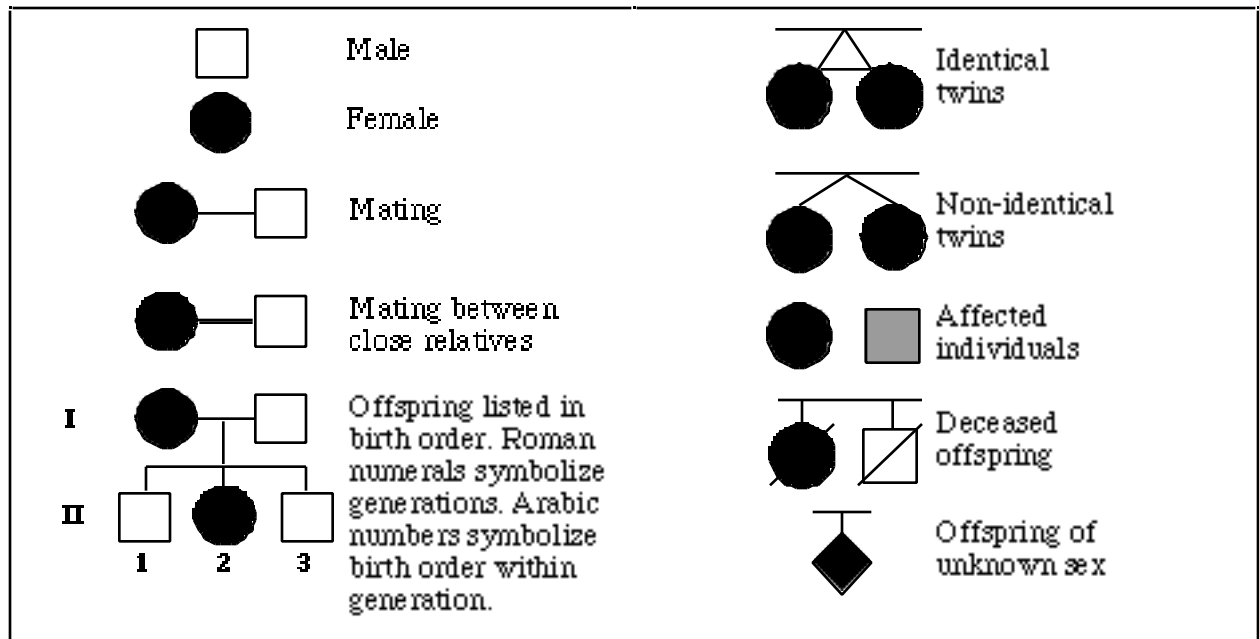 Male
Female
Mating
Mating between
close relatives
I
Offspring listed in
birth order. Roman
numerals symbolize
generations. Arabic
numbers symbolize
birth order within
generation.
II
1 2 3
Identical
twins
Non-identical
twins
Affected
individuals
Deceased
offspring
Offspring of
unknown sex